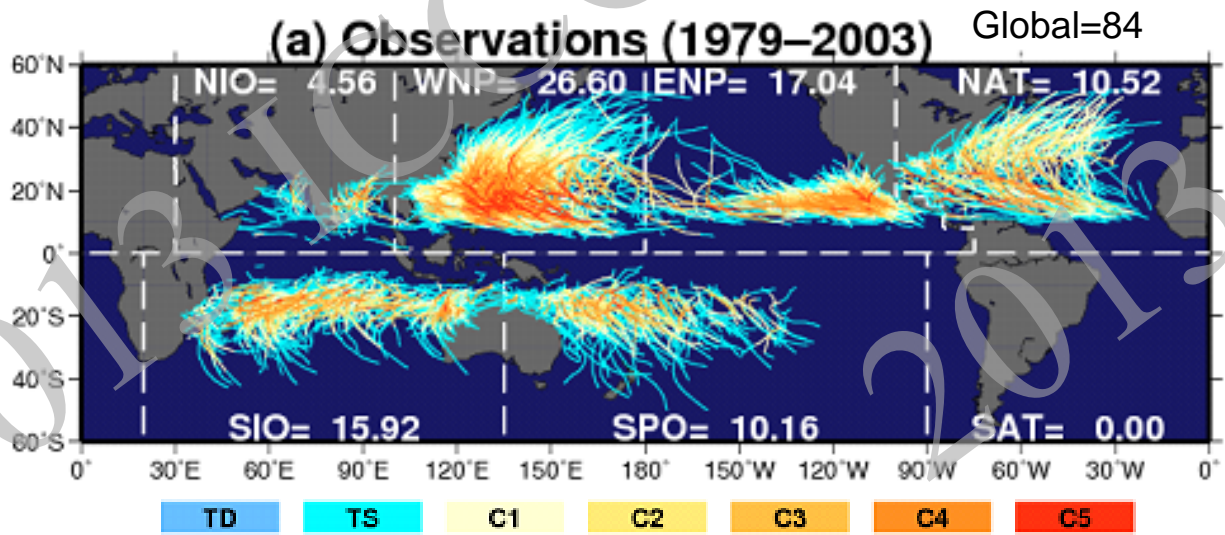 (a) Observations (1979–2003) Global=84
60°N
NIO= 4.56 WNP= 26.60 ENP= 17.04 NAT= 10.52
40°N
20°N
0°
20°S
40°S
SIO= 15.92 SPO= 10.16 SAT= 0.00
60°S
0° 30°E 60°E 90°E 120°E 150°E 180° 150°W 120°W 90°W 60°W 30°W 0°
TD TS C1 C2 C3 C4 C5